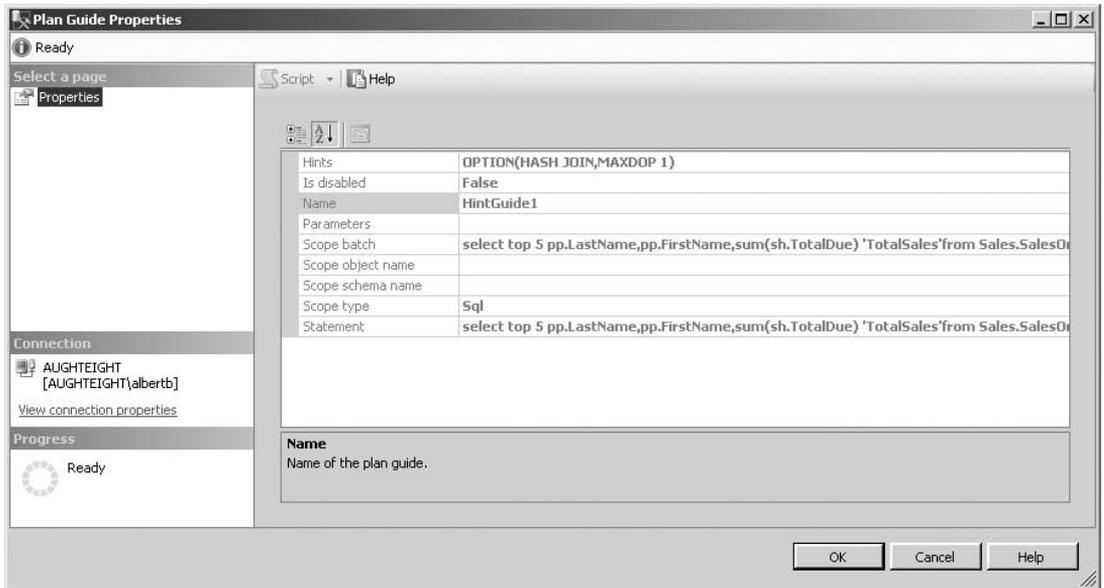 Plan Guide Properties
Ready
Select a page
Properties
Script
Help
Hints OPTION(HASH JOIN,MAXDOP 1)
Is disabled False
Name HintGuide1
Parameters
Scope batch select top 5 pp.LastName,pp.FirstName,sum(sh.TotalDue) 'TotalSales'from Sales.SalesO
Scope object name
Scope schema name
Scope type Sql
Statement select top 5 pp.LastName,pp.FirstName,sum(sh.TotalDue) 'TotalSales'from Sales.SalesO
Connection
AUGHTEIGHT
[AUGHTEIGHT\albertb]
View connection properties
Progress
Ready
Name
Name of the plan guide.
OK Cancel Help